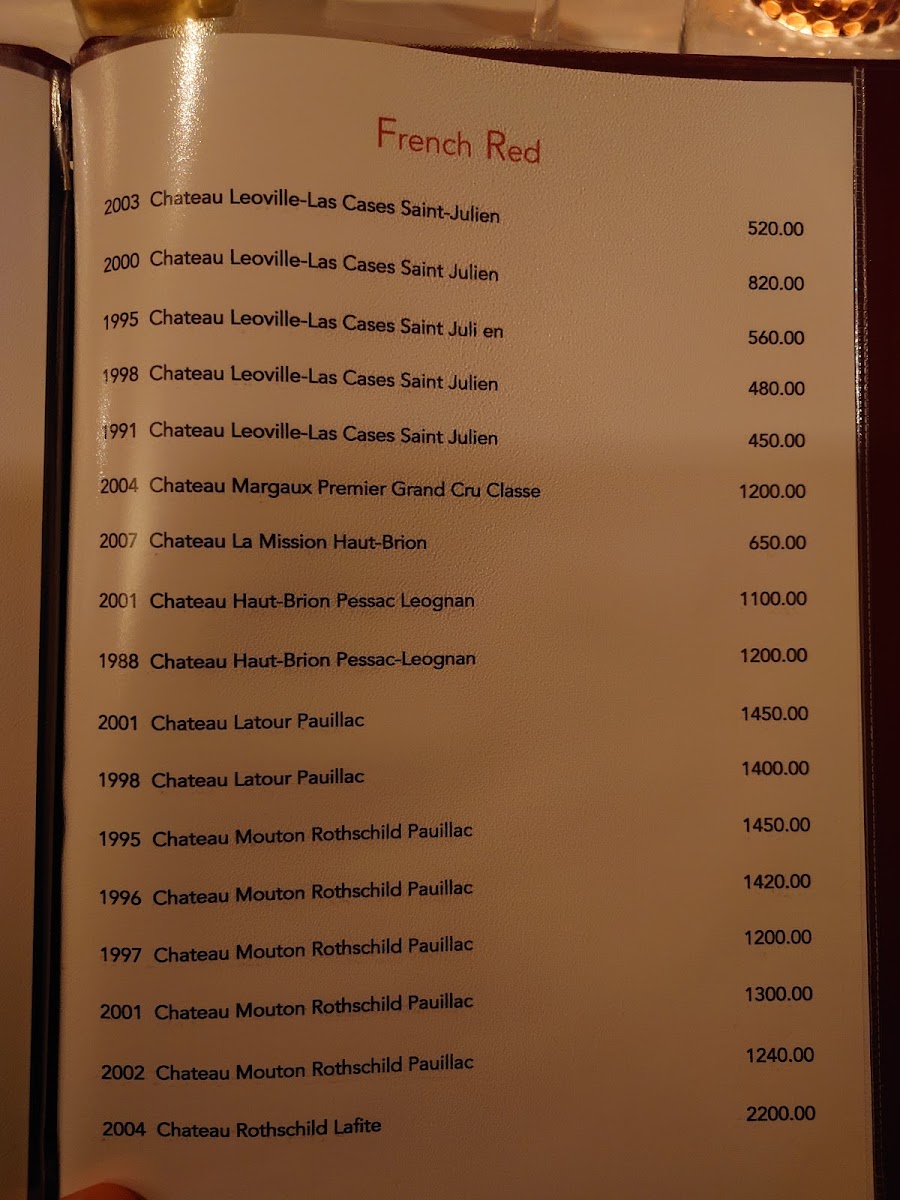 French Red
2003 Chateau Leoville-Las Cases Saint-Julien 520.00
2000 Chateau Leoville-Las Cases Saint Julien 820.00
1995 Chateau Leoville-Las Cases Saint Juli en 560.00
1998 Chateau Leoville-Las Cases Saint Julien 480.00
1991 Chateau Leoville-Las Cases Saint Julien 450.00
2004 Chateau Margaux Premier Grand Cru Classe 1200.00
2007 Chateau La Mission Haut-Brion 650.00
2001 Chateau Haut-Brion Pessac Leognan 1100.00
1988 Chateau Haut-Brion Pessac-Leognan 1200.00
2001 Chateau Latour Pauillac 1450.00
1998 Chateau Latour Pauillac 1400.00
1995 Chateau Mouton Rothschild Pauillac 1450.00
1996 Chateau Mouton Rothschild Pauillac 1420.00
1997 Chateau Mouton Rothschild Pauillac 1200.00
2001 Chateau Mouton Rothschild Pauillac 1300.00
2002 Chateau Mouton Rothschild Pauillac 1240.00
2004 Chateau Rothschild Lafite 2200.00